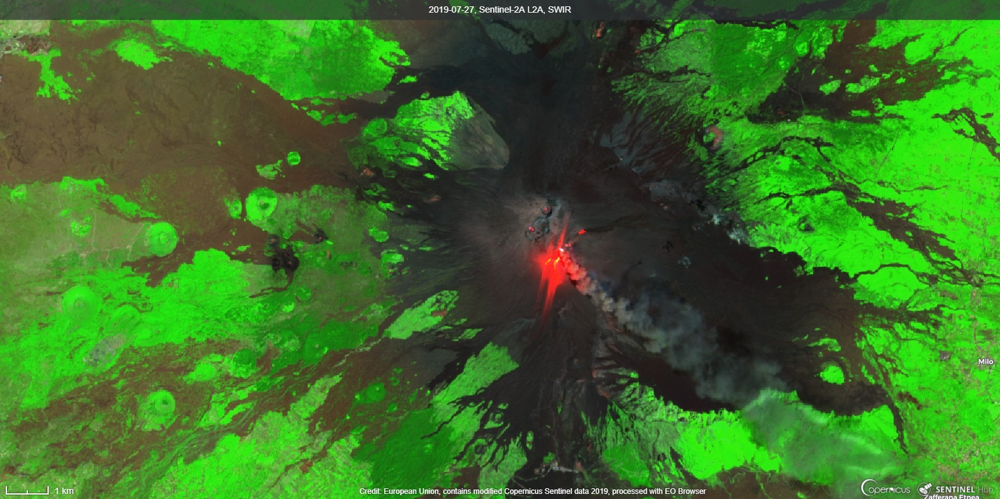 2019-07-27, Sentinel-2A L2A, SWIR
Milo
1 km
Credit: European Union, contains modified Copernicus Sentinel data 2019, processed with EO Browser
Copernicus
SENTINEL Hub
Zafferana Etnea